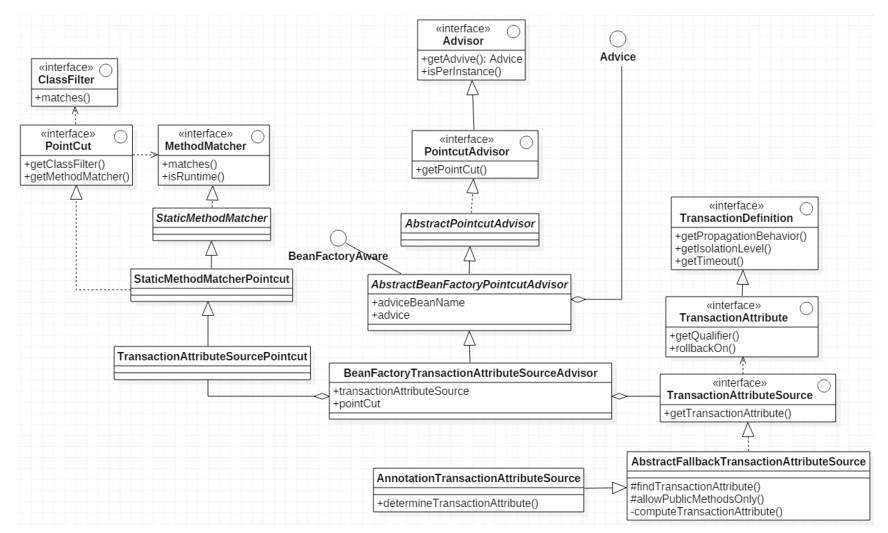 «interface»
Advisor
+getAdvive(): Advice
+isPerInstance()
Advice
«interface»
ClassFilter
+matches()
«interface»
PointCut
+getClassFilter()
+getMethodMatcher()
«interface»
MethodMatcher
+matches()
+isRuntime()
«interface»
PointcutAdvisor
+getPointCut()
StaticMethodMatcher
AbstractPointcutAdvisor
«interface»
TransactionDefinition
+getPropagationBehavior()
+getIsolationLevel()
+getTimeout()
BeanFactoryAware
StaticMethodMatcherPointcut
AbstractBeanFactoryPointcutAdvisor
+adviceBeanName
+advice
«interface»
TransactionAttribute
+getQualifier()
+rollbackOn()
TransactionAttributeSourcePointcut
BeanFactoryTransactionAttributeSourceAdvisor
+transactionAttributeSource
+pointCut
«interface»
TransactionAttributeSource
+getTransactionAttribute()
AnnotationTransactionAttributeSource
+determineTransactionAttribute()
AbstractFallbackTransactionAttributeSource
#findTransactionAttribute()
#allowPublicMethodsOnly()
-computeTransactionAttribute()